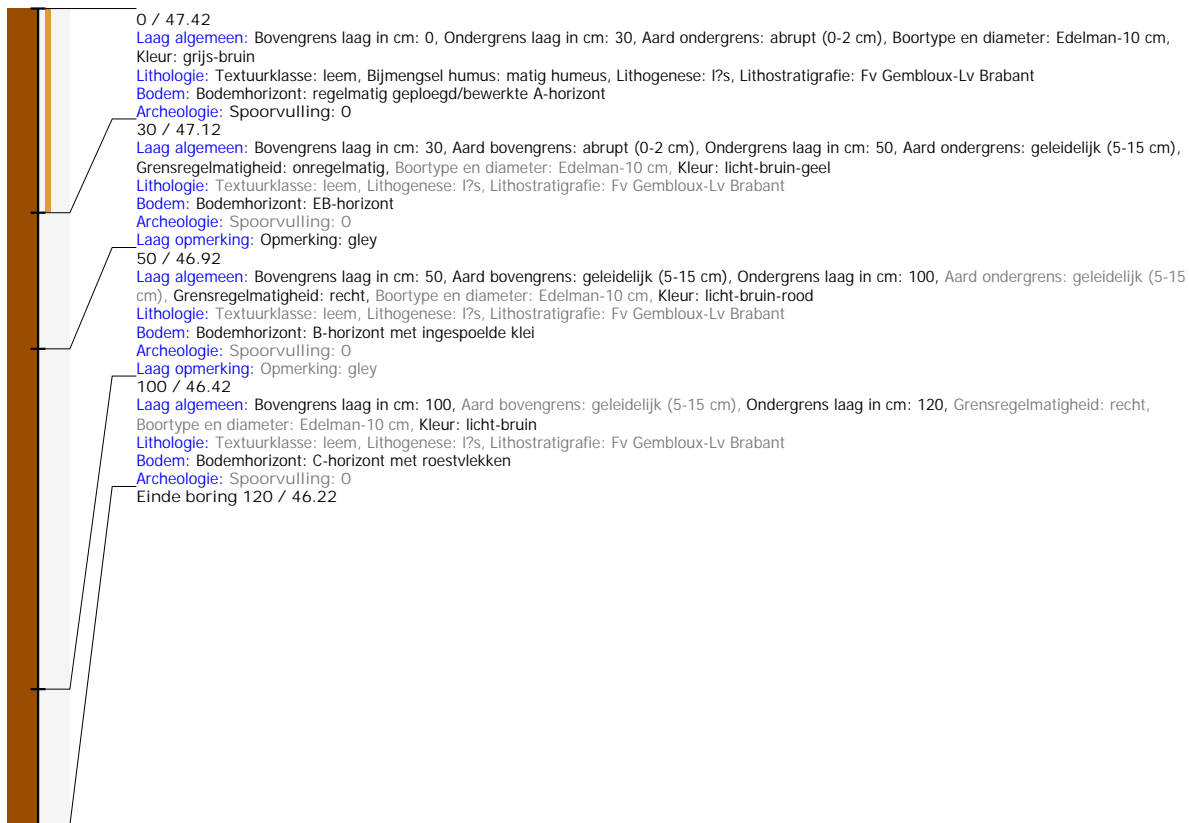 0 / 47.42
Laag algemeen: Bovengrens laag in cm: 0, Ondergrens laag in cm: 30, Aard ondergrens: abrupt (0-2 cm), Boortype en diameter: Edelman-10 cm,
Kleur: grijs-bruin
Lithologie: Textuurklasse: leem, Bijmengsel humus: matig humeus, Lithogenese: l?s, Lithostratigrafie: Fv Gembloux-Lv Brabant
Bodem: Bodemhorizont: regelmatig geploegd/bewerkte A-horizont
Archeologie: Spoorvulling: 0
30 / 47.12
Laag algemeen: Bovengrens laag in cm: 30, Aard bovengrens: abrupt (0-2 cm), Ondergrens laag in cm: 50, Aard ondergrens: geleidelijk (5-15 cm),
Grensregelmatigheid: onregelmatig, Boortype en diameter: Edelman-10 cm, Kleur: licht-bruin-geel
Lithologie: Textuurklasse: leem, Lithogenese: l?s, Lithostratigrafie: Fv Gembloux-Lv Brabant
Bodem: Bodemhorizont: EB-horizont
Archeologie: Spoorvulling: 0
Laag opmerking: Opmerking: gley
50 / 46.92
Laag algemeen: Bovengrens laag in cm: 50, Aard bovengrens: geleidelijk (5-15 cm), Ondergrens laag in cm: 100, Aard ondergrens: geleidelijk (5-15
cm), Grensregelmatigheid: recht, Boortype en diameter: Edelman-10 cm, Kleur: licht-bruin-rood
Lithologie: Textuurklasse: leem, Lithogenese: l?s, Lithostratigrafie: Fv Gembloux-Lv Brabant
Bodem: Bodemhorizont: B-horizont met ingespoelde klei
Archeologie: Spoorvulling: 0
Laag opmerking: Opmerking: gley
100 / 46.42
Laag algemeen: Bovengrens laag in cm: 100, Aard bovengrens: geleidelijk (5-15 cm), Ondergrens laag in cm: 120, Grensregelmatigheid: recht,
Boortype en diameter: Edelman-10 cm, Kleur: licht-bruin
Lithologie: Textuurklasse: leem, Lithogenese: l?s, Lithostratigrafie: Fv Gembloux-Lv Brabant
Bodem: Bodemhorizont: C-horizont met roestvlekken
Archeologie: Spoorvulling: 0
Einde boring 120 / 46.22